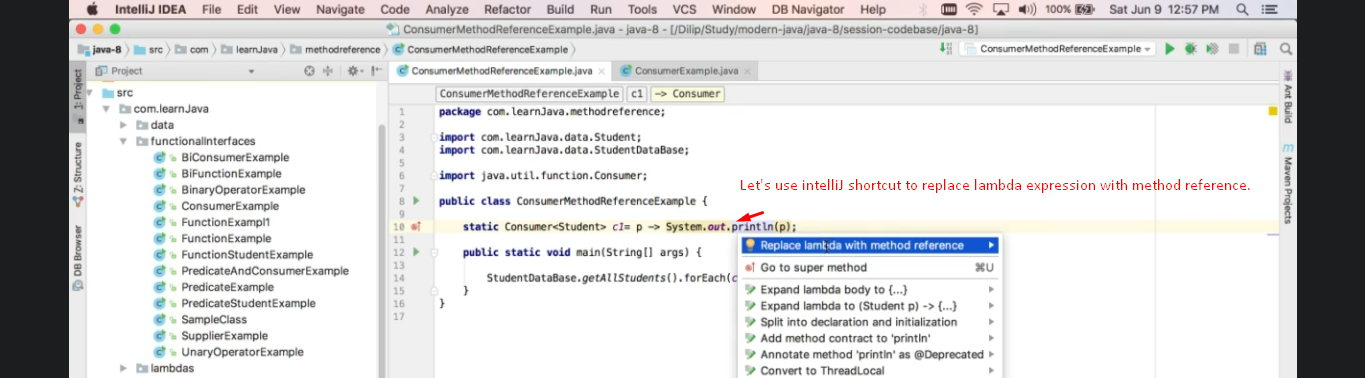 IntelliJ IDEA File Edit View Navigate Code Analyze Refactor Build Run Tools VCS Window DB Navigator Help 100% Sat Jun 9 12:57 PM
ConsumerMethodReferenceExample.java - java-8 - [/Dilip/Study/modern-java/java-8/session-codebase/java-8]
java-8 src com learnJava methodreference ConsumerMethodReferenceExample ConsumerMethodReferenceExample
Project ConsumerMethodReferenceExample.java ConsumerExample.java
1: Project
Z: Structure
DB Browser
src
com.learnJava
data
functionalInterfaces
BiConsumerExample
BiFunctionExample
BinaryOperatorExample
ConsumerExample
FunctionExampl1
FunctionExample
FunctionStudentExample
PredicateAndConsumerExample
PredicateExample
PredicateStudentExample
SampleClass
SupplierExample
UnaryOperatorExample
lambdas
ConsumerMethodReferenceExample c1 -> Consumer
1 package com.learnJava.methodreference;
2
3 import com.learnJava.data.Student;
4 import com.learnJava.data.StudentDataBase;
5
6 import java.util.function.Consumer;
7
Let's use intelliJ shortcut to replace lambda expression with method reference.
8 public class ConsumerMethodReferenceExample {
9
10 static Consumer<Student> c1= p -> System.out.println(p);
11
12 public static void main(String[] args) {
13
14 StudentDataBase.getAllStudents().forEach(c
15 }
16 }
17
Replace lambda with method reference
Go to super method ⌘U
Expand lambda body to {...}
Expand lambda to (Student p) -> {...}
Split into declaration and initialization
Add method contract to 'println'
Annotate method 'println' as @Deprecated
Convert to ThreadLocal
Ant Build
Maven Projects